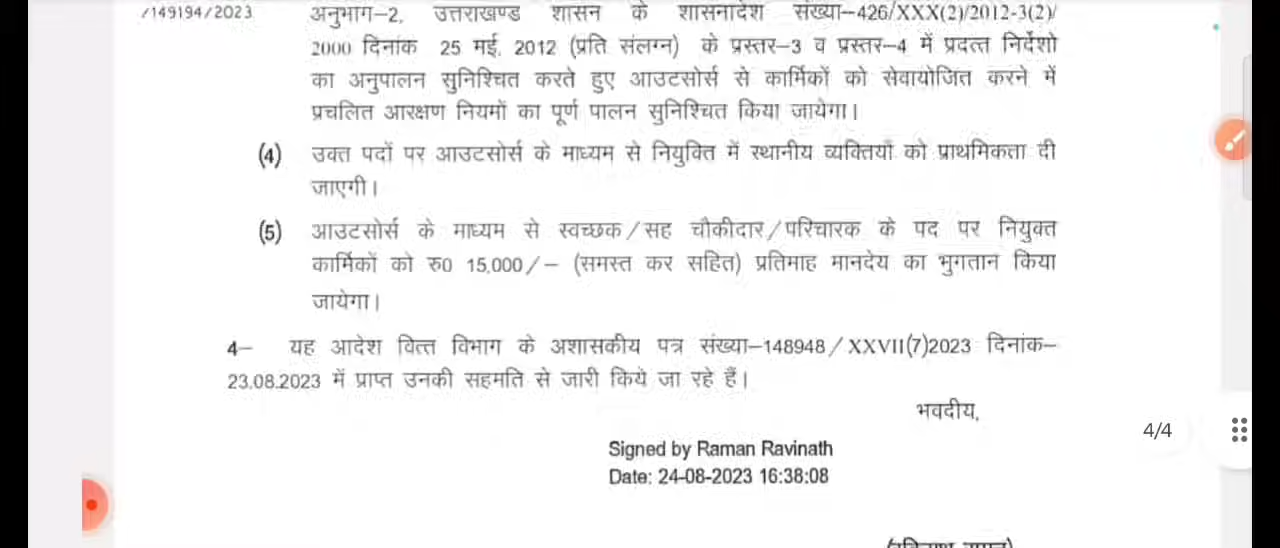 /149194/2023
अनुभाग–2, उत्तराखण्ड शासन के शासनादेश संख्या–426/XXX(2)/2012-3(2)/
2000 दिनांक 25 मई, 2012 (प्रति संलग्न) के प्रस्तर–3 व प्रस्तर–4 में प्रदत्त निर्देशो
का अनुपालन सुनिश्चित करते हुए आउटसोर्स से कार्मिकों को सेवायोजित करने में
प्रचलित आरक्षण नियमों का पूर्ण पालन सुनिश्चित किया जायेगा।
(4) उक्त पदों पर आउटसोर्स के माध्यम से नियुक्ति में स्थानीय व्यक्तियों को प्राथमिकता दी
जाएगी।
(5) आउटसोर्स के माध्यम से स्वच्छक/सह चौकीदार/परिचारक के पद पर नियुक्त
कार्मिकों को रु0 15,000/– (समस्त कर सहित) प्रतिमाह मानदेय का भुगतान किया
जायेगा।
4– यह आदेश वित्त विभाग के अशासकीय पत्र संख्या–148948/XXVII(7)2023 दिनांक–
23.08.2023 में प्राप्त उनकी सहमति से जारी किये जा रहे हैं।
भवदीय,
4/4
Signed by Raman Ravinath
Date: 24-08-2023 16:38:08